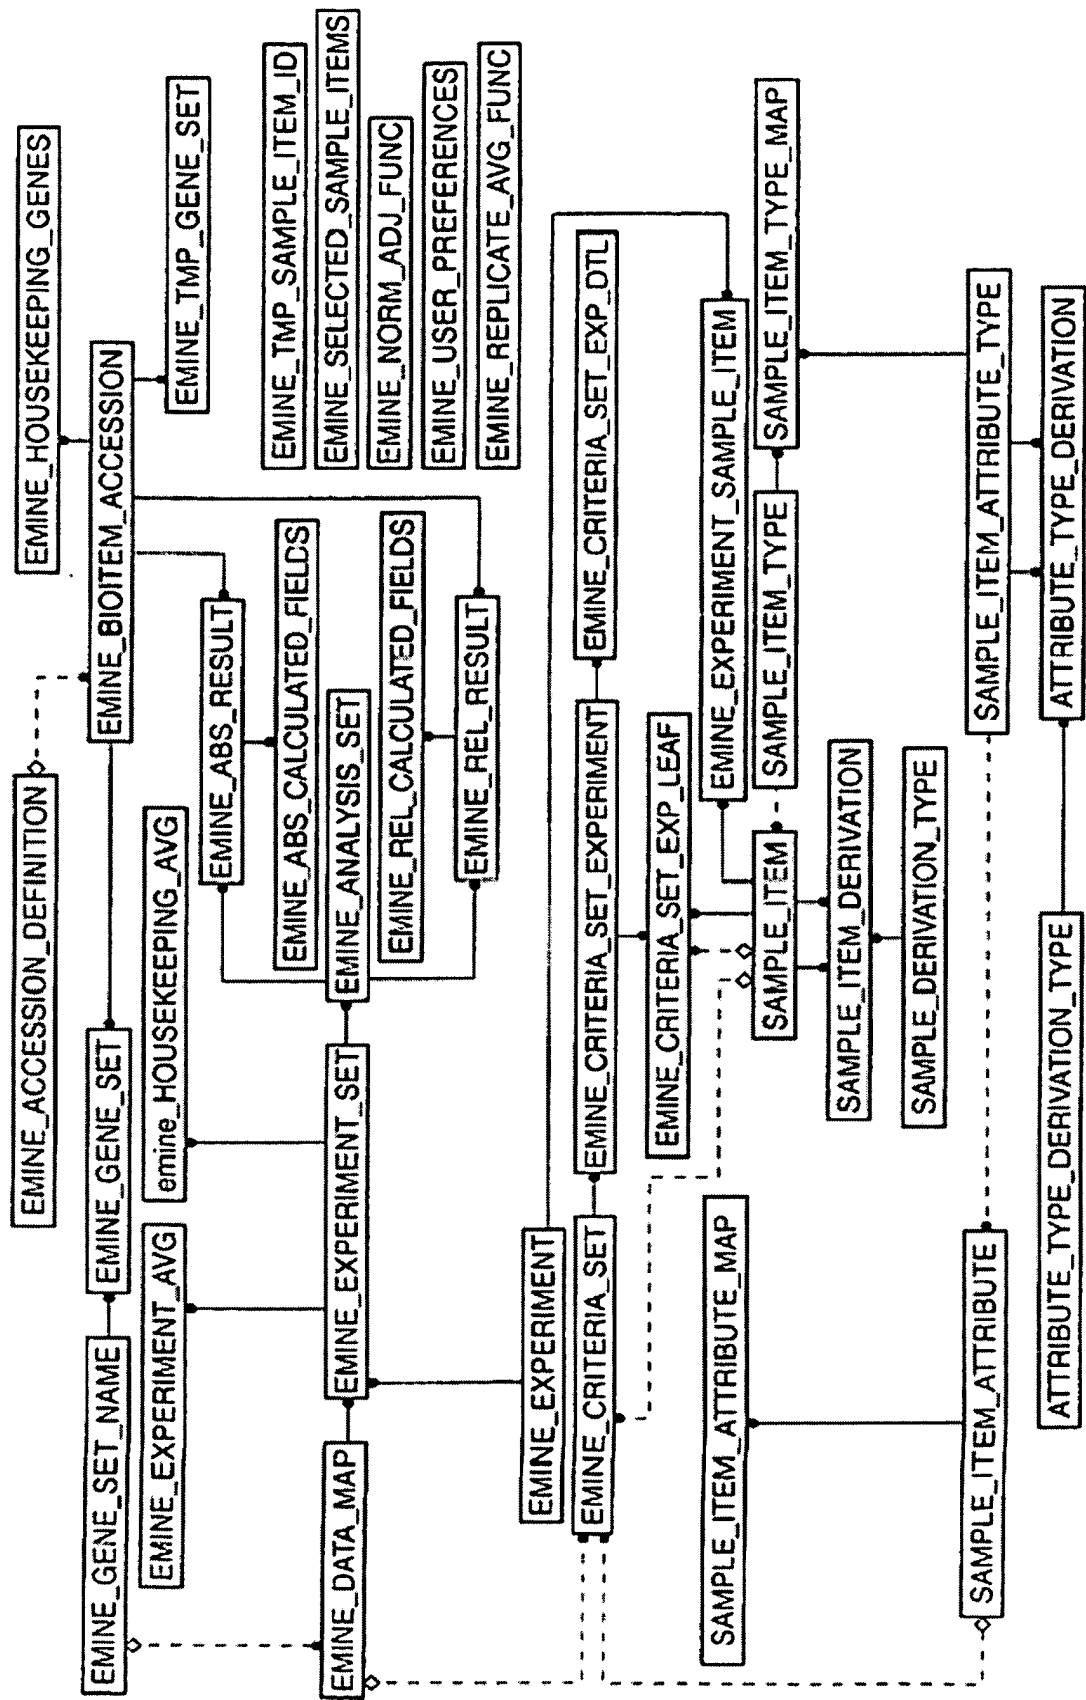 EMINE_HOUSEKEEPING_GENES
EMINE_ACCESSION_DEFINITION
EMINE_BIOITEM_ACCESSION
EMINE_GENE_SET
EMINE_GENE_SET_NAME
EMINE_TMP_GENE_SET
emine_HOUSEKEEPING_AVG
EMINE_EXPERIMENT_AVG
EMINE_ABS_RESULT
EMINE_ABS_CALCULATED_FIELDS
EMINE_TMP_SAMPLE_ITEM_ID
EMINE_SELECTED_SAMPLE_ITEMS
EMINE_NORM_ADJ_FUNC
EMINE_USER_PREFERENCES
EMINE_REPLICATE_AVG_FUNC
EMINE_DATA_MAP
EMINE_EXPERIMENT_SET
EMINE_ANALYSIS_SET
EMINE_REL_CALCULATED_FIELDS
EMINE_REL_RESULT
EMINE_EXPERIMENT
EMINE_CRITERIA_SET
EMINE_CRITERIA_SET_EXPERIMENT
EMINE_CRITERIA_SET_EXP_DTL
EMINE_CRITERIA_SET_EXP_LEAF
EMINE_EXPERIMENT_SAMPLE_ITEM
SAMPLE_ITEM_ATTRIBUTE_MAP
SAMPLE_ITEM
SAMPLE_ITEM_TYPE
SAMPLE_ITEM_TYPE_MAP
SAMPLE_ITEM_DERIVATION
SAMPLE_DERIVATION_TYPE
SAMPLE_ITEM_ATTRIBUTE
SAMPLE_ITEM_ATTRIBUTE_TYPE
ATTRIBUTE_TYPE_DERIVATION_TYPE
ATTRIBUTE_TYPE_DERIVATION